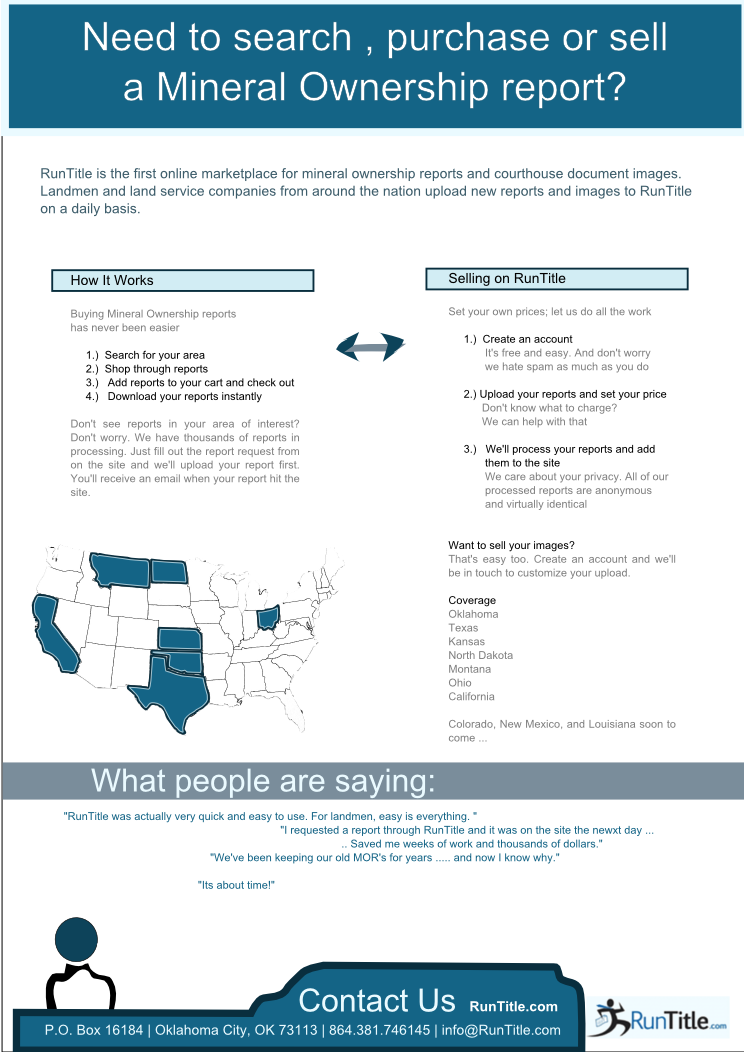 Need to search , purchase or sell
a Mineral Ownership report?
RunTitle is the first online marketplace for mineral ownership reports and courthouse document images.
Landmen and land service companies from around the nation upload new reports and images to RunTitle
on a daily basis.
How It Works
Buying Mineral Ownership reports
has never been easier
1.) Search for your area
2.) Shop through reports
3.) Add reports to your cart and check out
4.) Download your reports instantly
Don't see reports in your area of interest?
Don't worry. We have thousands of reports in
processing. Just fill out the report request from
on the site and we'll upload your report first.
You'll receive an email when your report hit the
site.
Selling on RunTitle
Set your own prices; let us do all the work
1.) Create an account
It's free and easy. And don't worry
we hate spam as much as you do
2.) Upload your reports and set your price
Don't know what to charge?
We can help with that
3.) We'll process your reports and add
them to the site
We care about your privacy. All of our
processed reports are anonymous
and virtually identical
Want to sell your images?
That's easy too. Create an account and we'll
be in touch to customize your upload.
Coverage
Oklahoma
Texas
Kansas
North Dakota
Montana
Ohio
California
Colorado, New Mexico, and Louisiana soon to
come ...
What people are saying:
"RunTitle was actually very quick and easy to use. For landmen, easy is everything. "
"I requested a report through RunTitle and it was on the site the newxt day ...
.. Saved me weeks of work and thousands of dollars."
"We've been keeping our old MOR's for years ..... and now I know why."
"Its about time!"
Contact Us RunTitle.com
P.O. Box 16184 | Oklahoma City, OK 73113 | 864.381.746145 | info@RunTitle.com
RunTitle.com